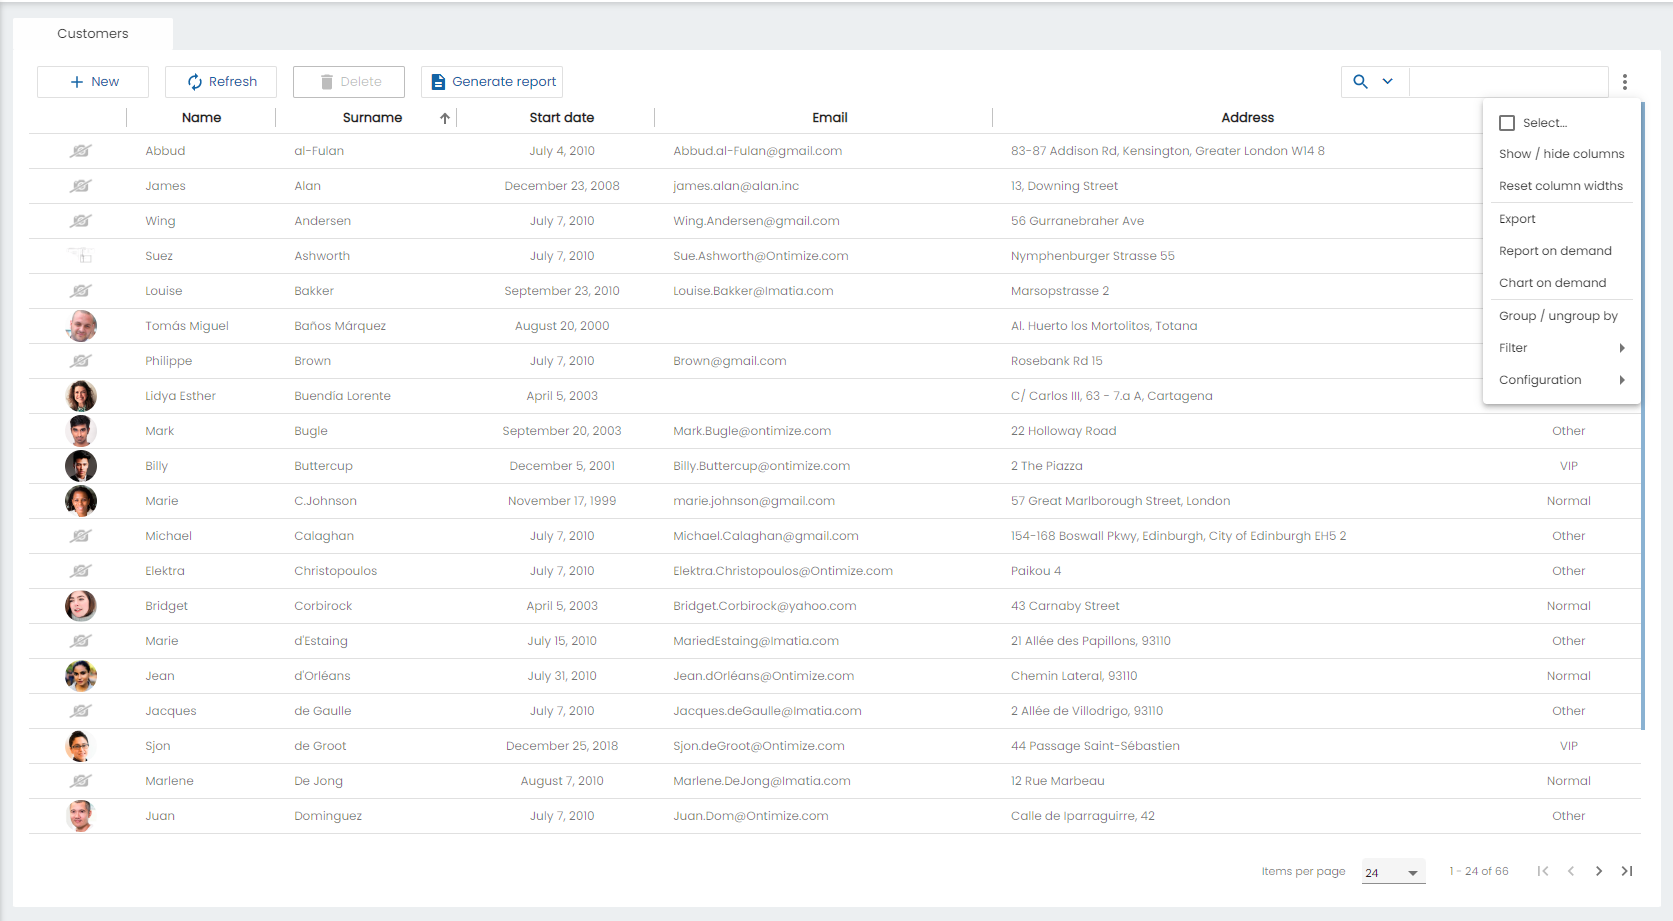 Customers
New Refresh Delete Generate report
Name Surname Start date Email Address
Select...
Show / hide columns
Reset column widths
Export
Report on demand
Chart on demand
Group / ungroup by
Filter
Configuration
Abbud al-Fulan July 4, 2010 Abbud.al-Fulan@gmail.com 83-87 Addison Rd, Kensington, Greater London W14 8
James Alan December 23, 2008 james.alan@alan.inc 13, Downing Street
Wing Andersen July 7, 2010 Wing.Andersen@gmail.com 56 Gurranebraher Ave
Suez Ashworth July 7, 2010 Sue.Ashworth@Ontimize.com Nymphenburger Strasse 55
Louise Bakker September 23, 2010 Louise.Bakker@Imatia.com Marsopstrasse 2
Tomás Miguel Baños Márquez August 20, 2000 Al. Huerto los Mortolitos, Totana
Philippe Brown July 7, 2010 Brown@gmail.com Rosebank Rd 15
Lidya Esther Buendía Lorente April 5, 2003 C/ Carlos III, 63 - 7.a A, Cartagena
Mark Bugle September 20, 2003 Mark.Bugle@ontimize.com 22 Holloway Road Other
Billy Buttercup December 5, 2001 Billy.Buttercup@ontimize.com 2 The Piazza VIP
Marie C.Johnson November 17, 1999 marie.johnson@gmail.com 57 Great Marlborough Street, London Normal
Michael Calaghan July 7, 2010 Michael.Calaghan@gmail.com 154-168 Boswall Pkwy, Edinburgh, City of Edinburgh EH5 2 Other
Elektra Christopoulos July 7, 2010 Elektra.Christopoulos@Ontimize.com Paikou 4 Other
Bridget Corbirock April 5, 2003 Bridget.Corbirock@yahoo.com 43 Carnaby Street Normal
Marie d'Estaing July 15, 2010 MariedEstaing@Imatia.com 21 Allée des Papillons, 93110 Other
Jean d'Orléans July 31, 2010 Jean.dOrléans@Ontimize.com Chemin Lateral, 93110 Normal
Jacques de Gaulle July 7, 2010 Jacques.deGaulle@Imatia.com 2 Allée de Villodrigo, 93110 Other
Sjon de Groot December 25, 2018 Sjon.deGroot@Ontimize.com 44 Passage Saint-Sébastien VIP
Marlene De Jong August 7, 2010 Marlene.DeJong@Imatia.com 12 Rue Marbeau Normal
Juan Dominguez July 7, 2010 Juan.Dom@Ontimize.com Calle de Iparraguirre, 42 Other
Items per page 24 1 - 24 of 66